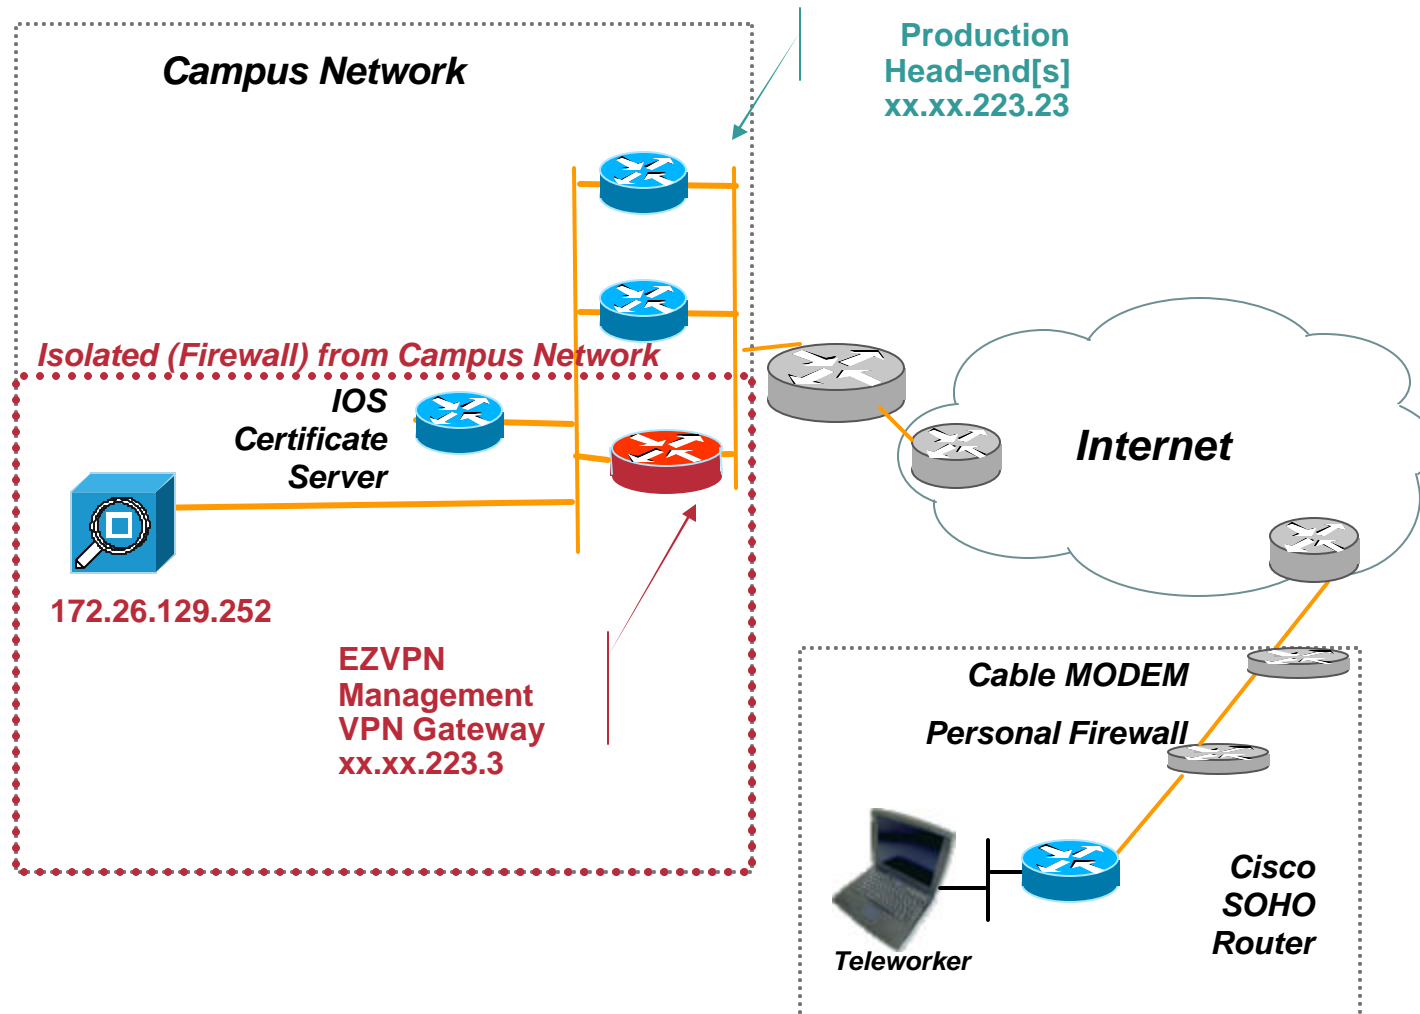 Production
Head-end[s]
xx.xx.223.23
Campus Network
Isolated (Firewall) from Campus Network
IOS
Certificate
Server
Internet
172.26.129.252
EZVPN
Management
VPN Gateway
xx.xx.223.3
Cable MODEM
Personal Firewall
Cisco
SOHO
Router
Teleworker